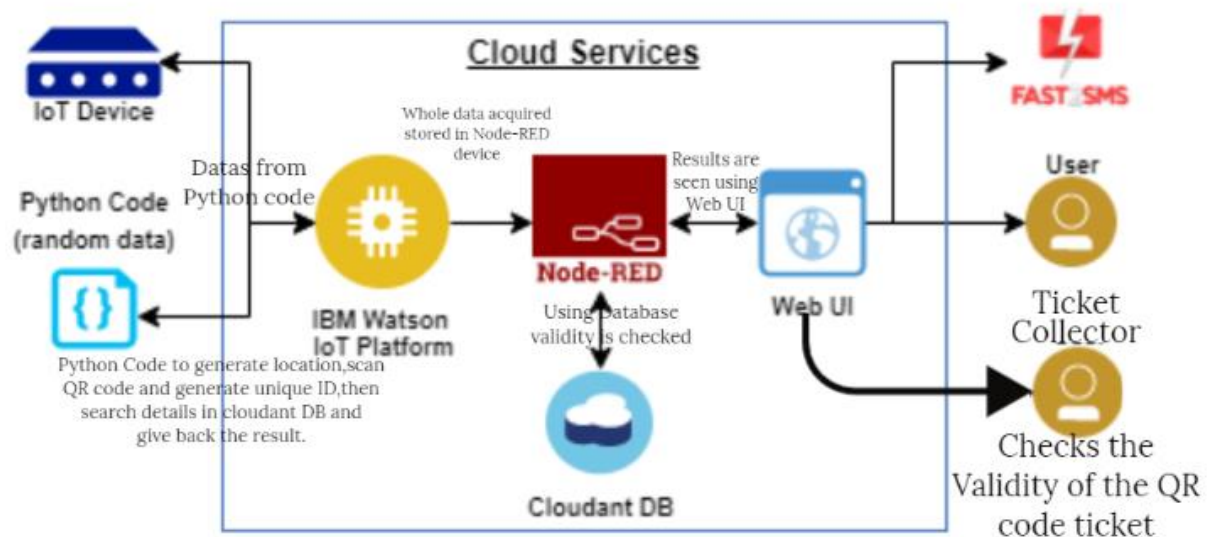 Cloud Services
IoT Device
Datas from
Python code
Python Code
(random data)
{ }
Python Code to generate location,scan
QR code and generate unique ID,then
search details in cloudant DB and
give back the result.
IBM Watson
IoT Platform
Whole data acquired
stored in Node-RED
device
Node-RED
Using Database
validity is checked
Cloudant DB
Results are
seen using
Web UI
Web UI
FAST2SMS
User
Ticket
Collector
Checks the
Validity of the QR
code ticket